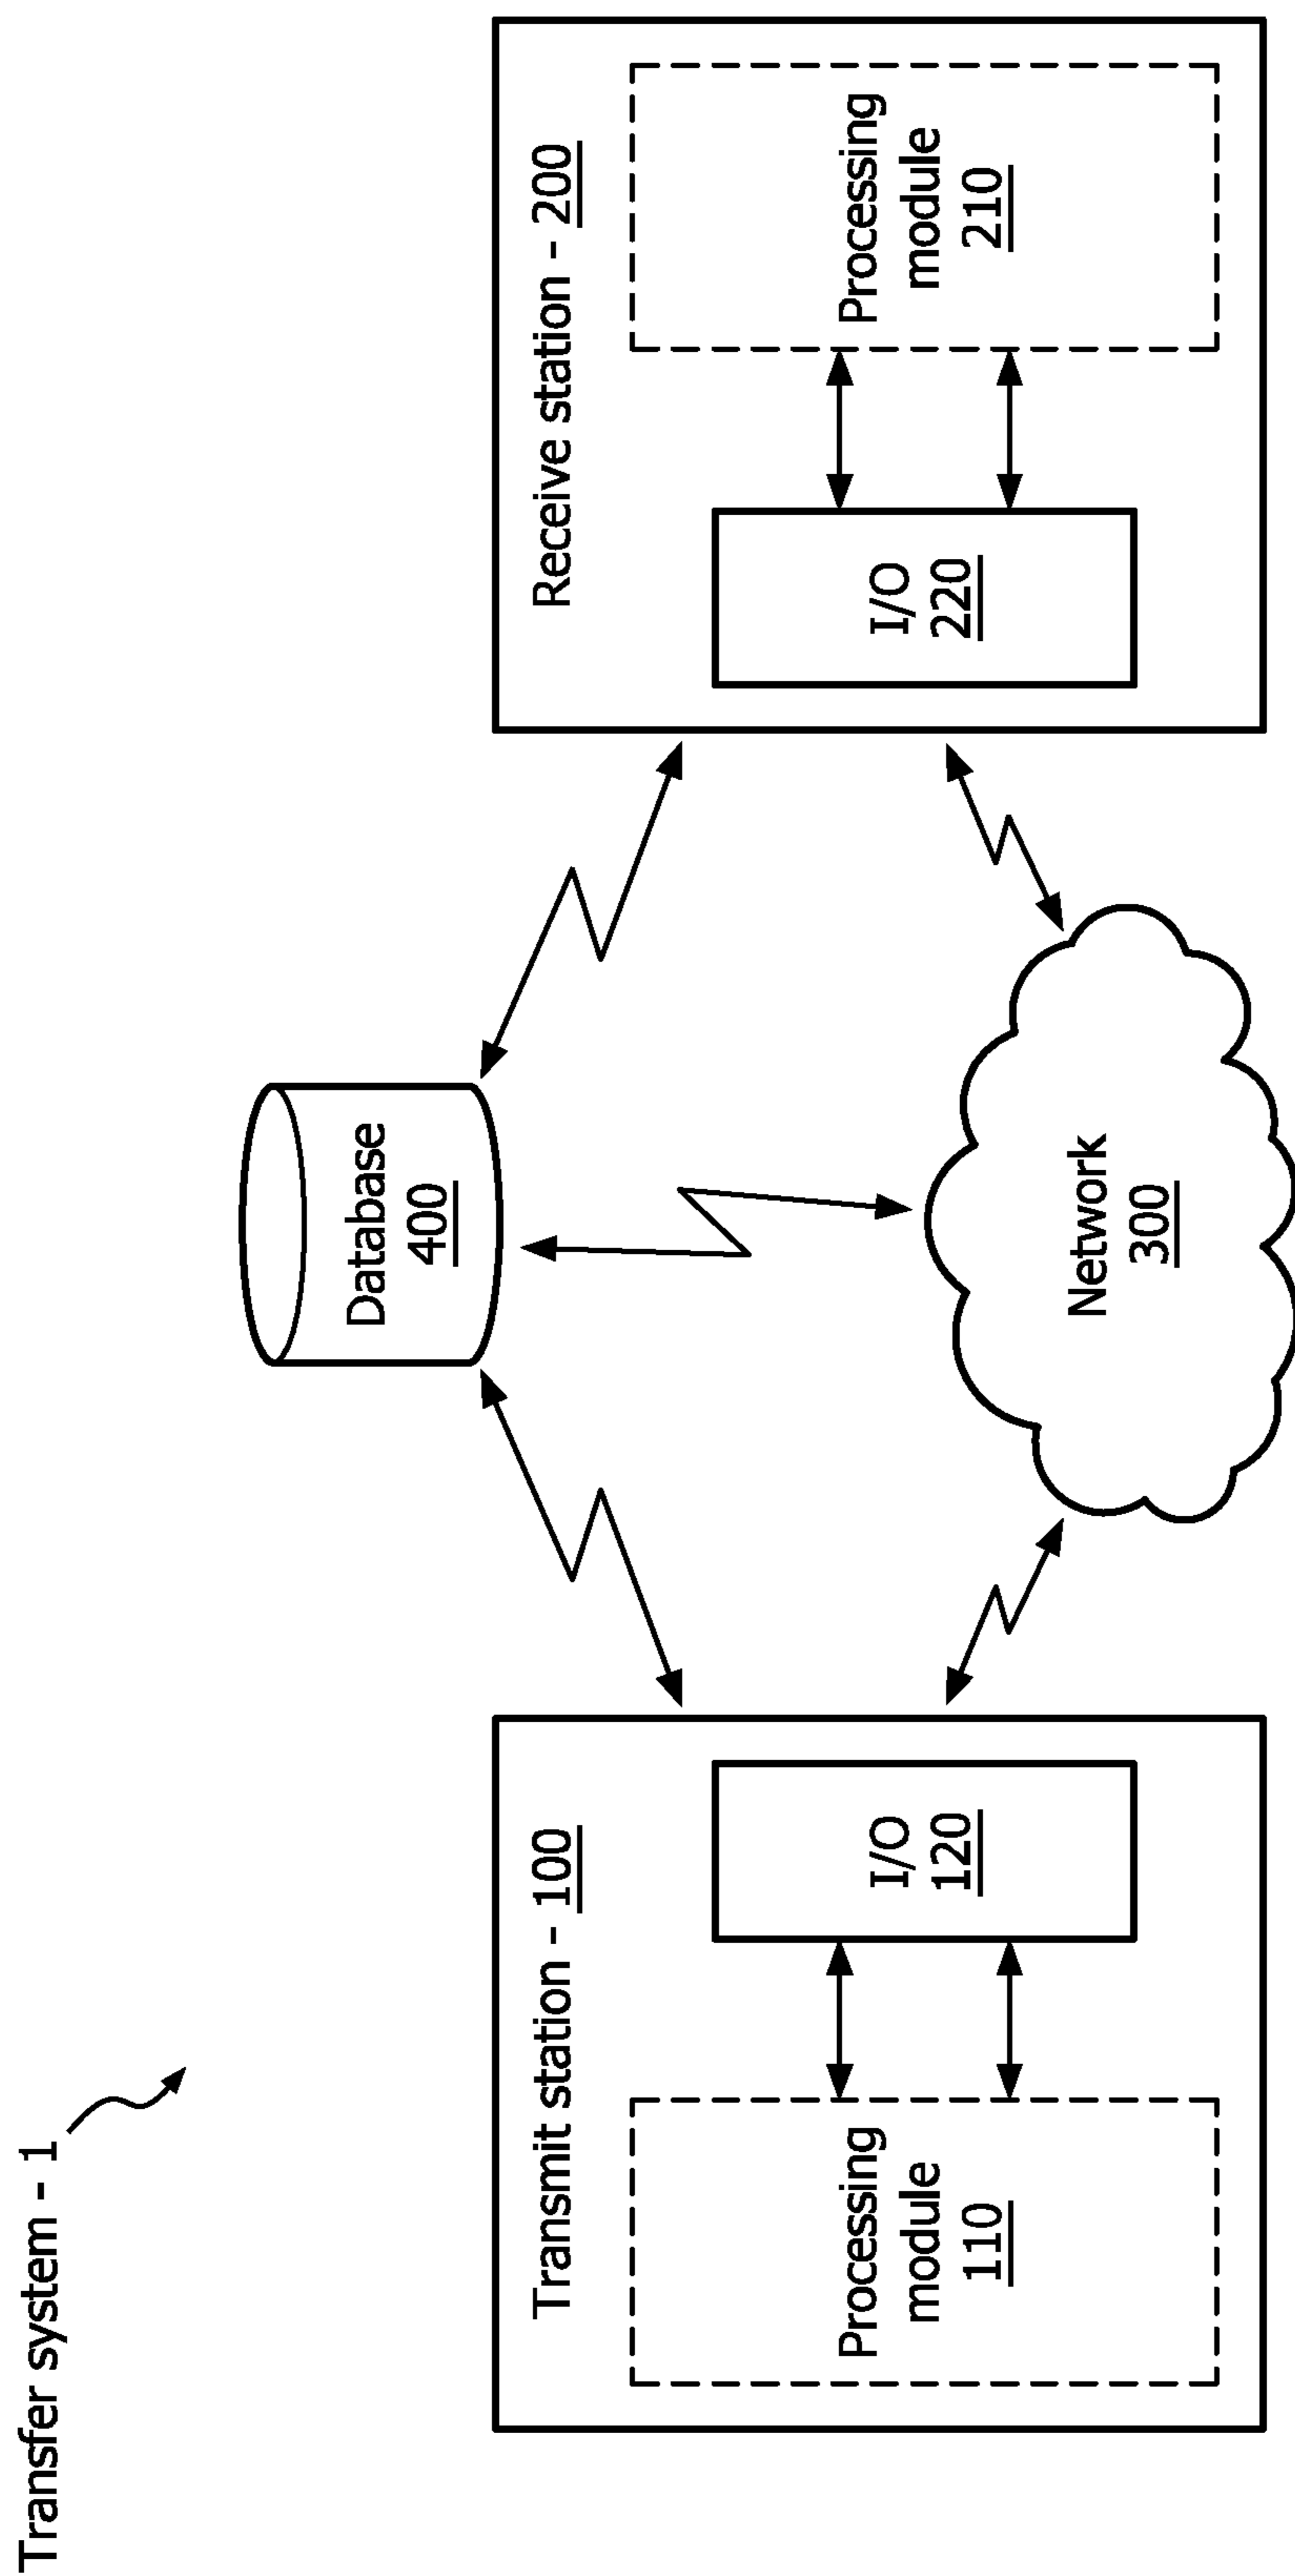 Transfer system - 1
Database
400
Transmit station - 100
Processing
module
110
I/O
120
Network
300
Receive station - 200
I/O
220
Processing
module
210